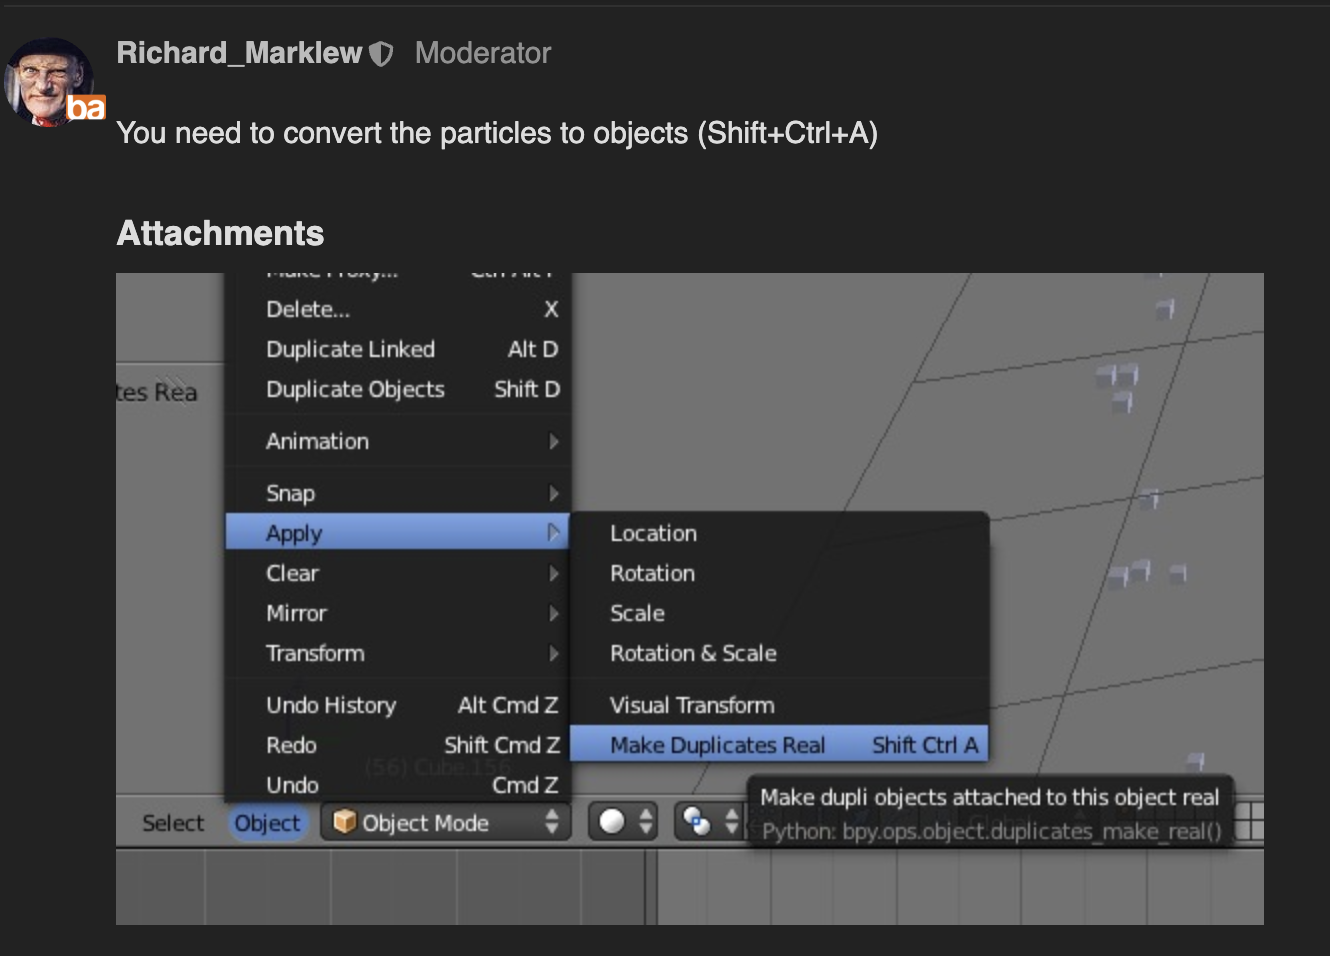 Richard_Marklew Moderator
ba
You need to convert the particles to objects (Shift+Ctrl+A)
Attachments
Delete... X
Duplicate Linked Alt D
tes Rea
Duplicate Objects Shift D
Animation
Snap
Apply
Location
Clear
Rotation
Mirror
Scale
Transform
Rotation & Scale
Undo History Alt Cmd Z
Visual Transform
Redo Shift Cmd Z
Make Duplicates Real Shift Ctrl A
(56) Cube.156
Undo Cmd Z
Make dupli objects attached to this object real
Select Object Object Mode
Python: bpy.ops.object.duplicates_make_real()